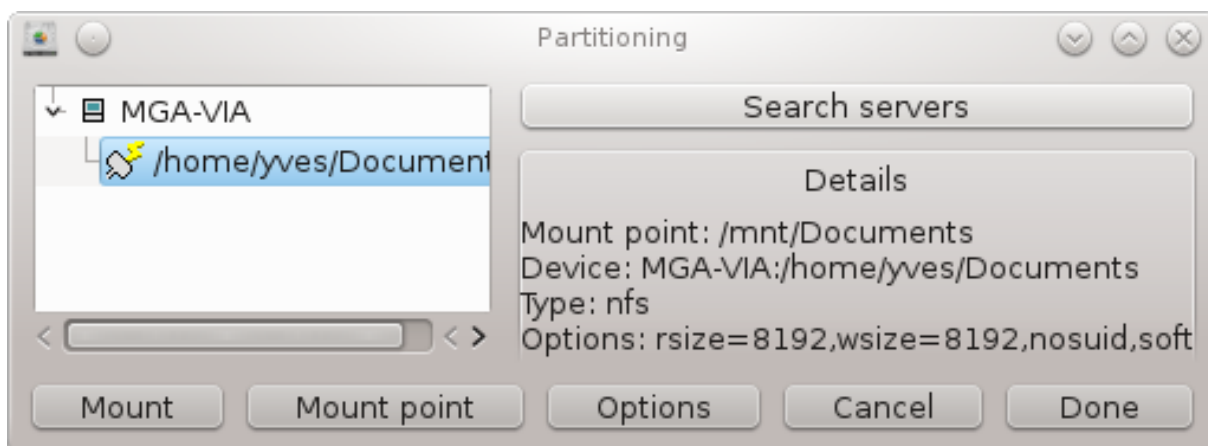 Partitioning
MGA-VIA
/home/yves/Document
Search servers
Details
Mount point: /mnt/Documents
Device: MGA-VIA:/home/yves/Documents
Type: nfs
Options: rsize=8192,wsize=8192,nosuid,soft
Mount
Mount point
Options
Cancel
Done